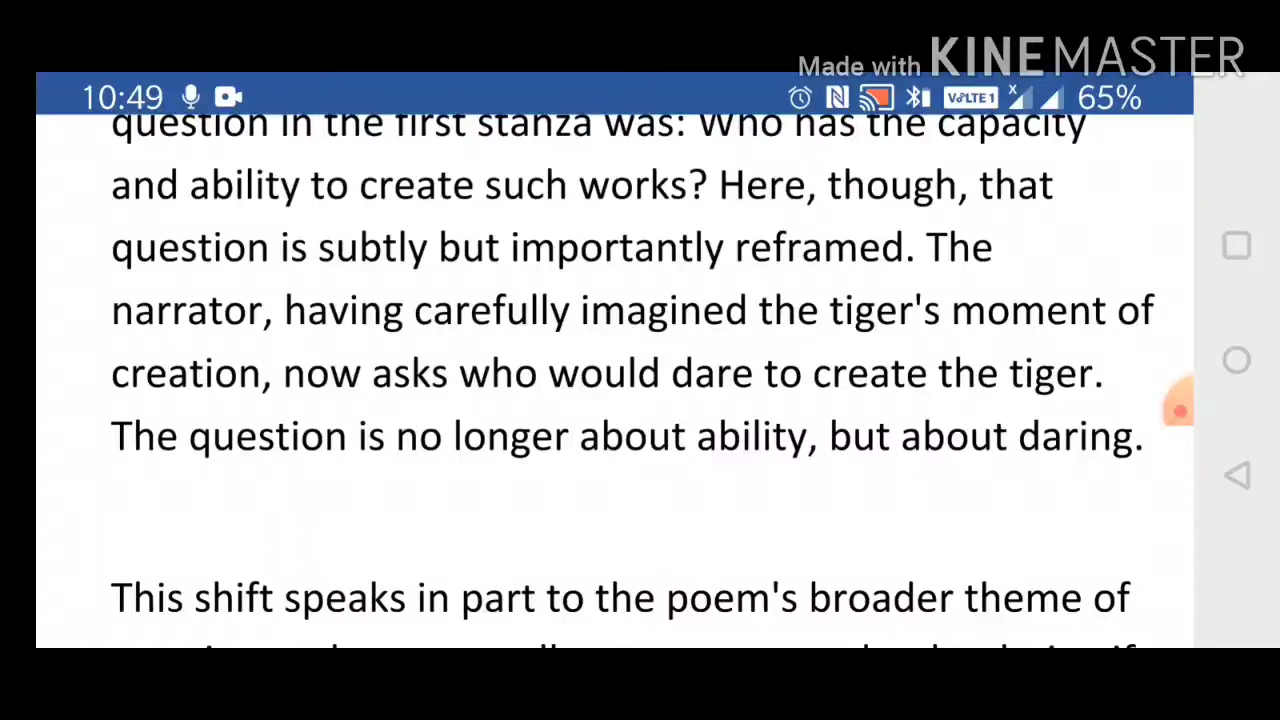 Made with KINEMASTER
10:49 VoLTE 1 x 65%
question in the first stanza was: Who has the capacity
and ability to create such works? Here, though, that
question is subtly but importantly reframed. The
narrator, having carefully imagined the tiger's moment of
creation, now asks who would dare to create the tiger.
The question is no longer about ability, but about daring.
This shift speaks in part to the poem's broader theme of